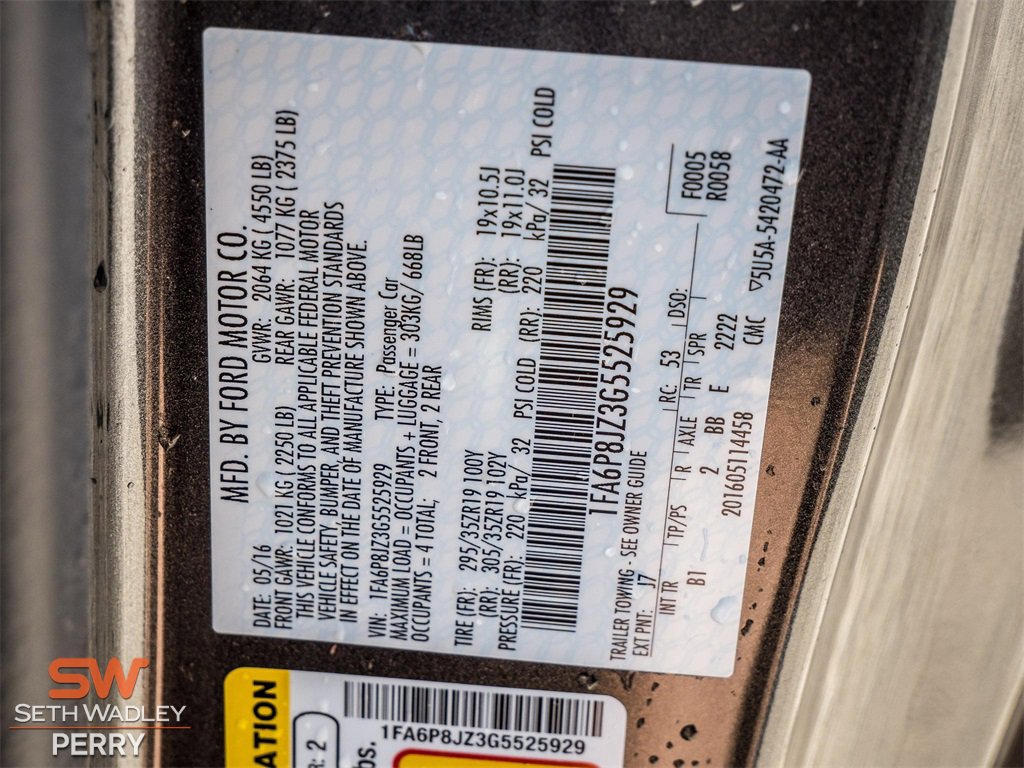 MFD. BY FORD MOTOR CO.
DATE: 05/16 GVWR: 2064 KG ( 4550 LB)
FRONT GAWR: 1021 KG ( 2250 LB) REAR GAWR: 1077 KG ( 2375 LB)
THIS VEHICLE CONFORMS TO ALL APPLICABLE FEDERAL MOTOR
VEHICLE SAFETY, BUMPER, AND THEFT PREVENTION STANDARDS
IN EFFECT ON THE DATE OF MANUFACTURE SHOWN ABOVE.
VIN: 1FA6P8JZ3G5525929 TYPE: Passenger Car
MAXIMUM LOAD = OCCUPANTS + LUGGAGE = 303KG/ 668LB
OCCUPANTS = 4 TOTAL; 2 FRONT, 2 REAR
TIRE (FR): 295/35ZR19 100Y RIMS (FR): 19x10.5J
(RR): 305/35ZR19 102Y (RR): 19x11.0J
PRESSURE (FR): 220 kPa/ 32 PSI COLD (RR): 220 kPa/ 32 PSI COLD
1FA6P8JZ3G5525929
TRAILER TOWING - SEE OWNER GUIDE
EXT PNT: J7 RC: 53 DSO: F0005
R0058
INT TR TP/PS R AXLE TR SPR
B1 2 BB E 2222
201605114458 CMC
▽5U5A-5420472-AA
ATION
R: 2
bs.
1FA6P8JZ3G5525929
SW
SETH WADLEY
PERRY